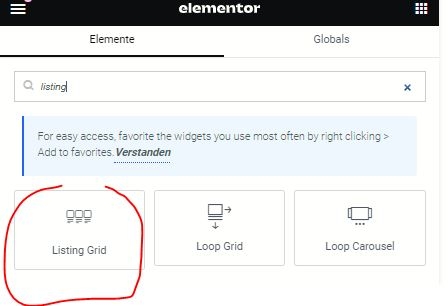 elementor
Elemente Globals
listing
For easy access, favorite the widgets you use most often by right clicking >
Add to favorites. Verstanden
Listing Grid Loop Grid Loop Carousel